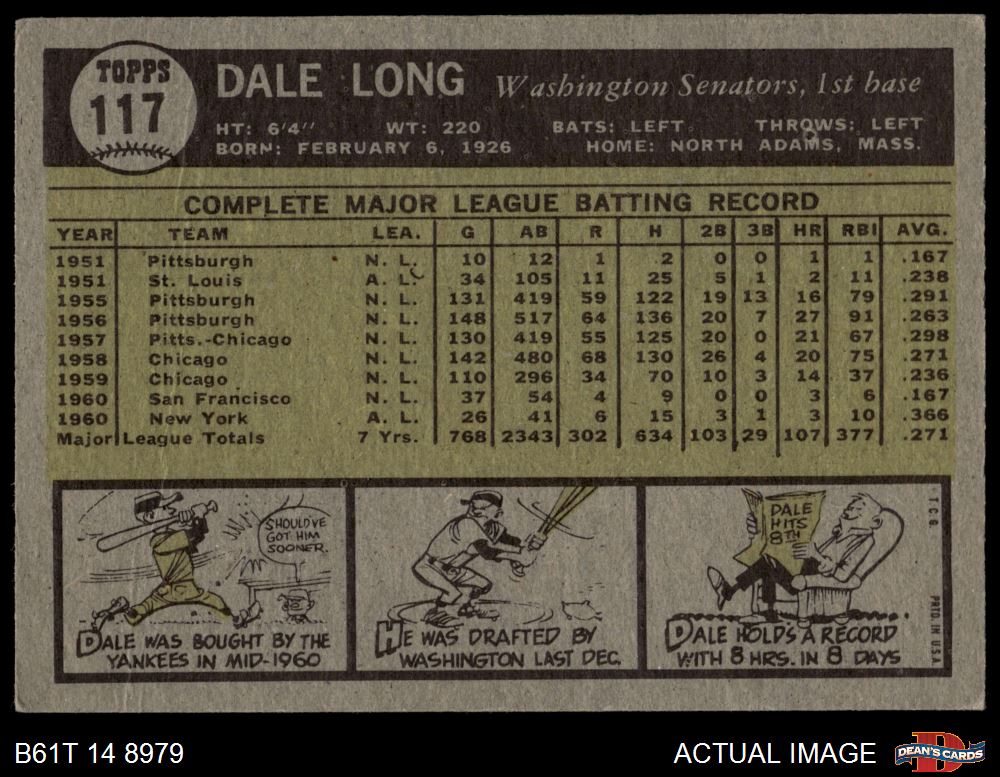 TOPPS
117
DALE LONG Washington Senators, 1st base
HT: 6'4" WT: 220 BATS: LEFT THROWS: LEFT
BORN: FEBRUARY 6, 1926 HOME: NORTH ADAMS, MASS.
COMPLETE MAJOR LEAGUE BATTING RECORD
YEAR TEAM LEA. G AB R H 2B 3B HR RBI AVG.
1951 Pittsburgh N. L. 10 12 1 2 0 0 1 1 .167
1951 St. Louis A. L. 34 105 11 25 5 1 2 11 .238
1955 Pittsburgh N. L. 131 419 59 122 19 13 16 79 .291
1956 Pittsburgh N. L. 148 517 64 136 20 7 27 91 .263
1957 Pitts.-Chicago N. L. 130 419 55 125 20 0 21 67 .298
1958 Chicago N. L. 142 480 68 130 26 4 20 75 .271
1959 Chicago N. L. 110 296 34 70 10 3 14 37 .236
1960 San Francisco N. L. 37 54 4 9 0 0 3 6 .167
1960 New York A. L. 26 41 6 15 3 1 3 10 .366
Major League Totals 7 Yrs. 768 2343 302 634 103 29 107 377 .271
SHOULD'VE
GOT HIM
SOONER.
DALE WAS BOUGHT BY THE
YANKEES IN MID-1960
HE WAS DRAFTED BY
WASHINGTON LAST DEC.
DALE
HITS
8TH
DALE HOLDS A RECORD
WITH 8 HRS. IN 8 DAYS
T.C.G.
PRTD. IN U.S.A.
B61T 14 8979
ACTUAL IMAGE
D
DEAN'S CARDS